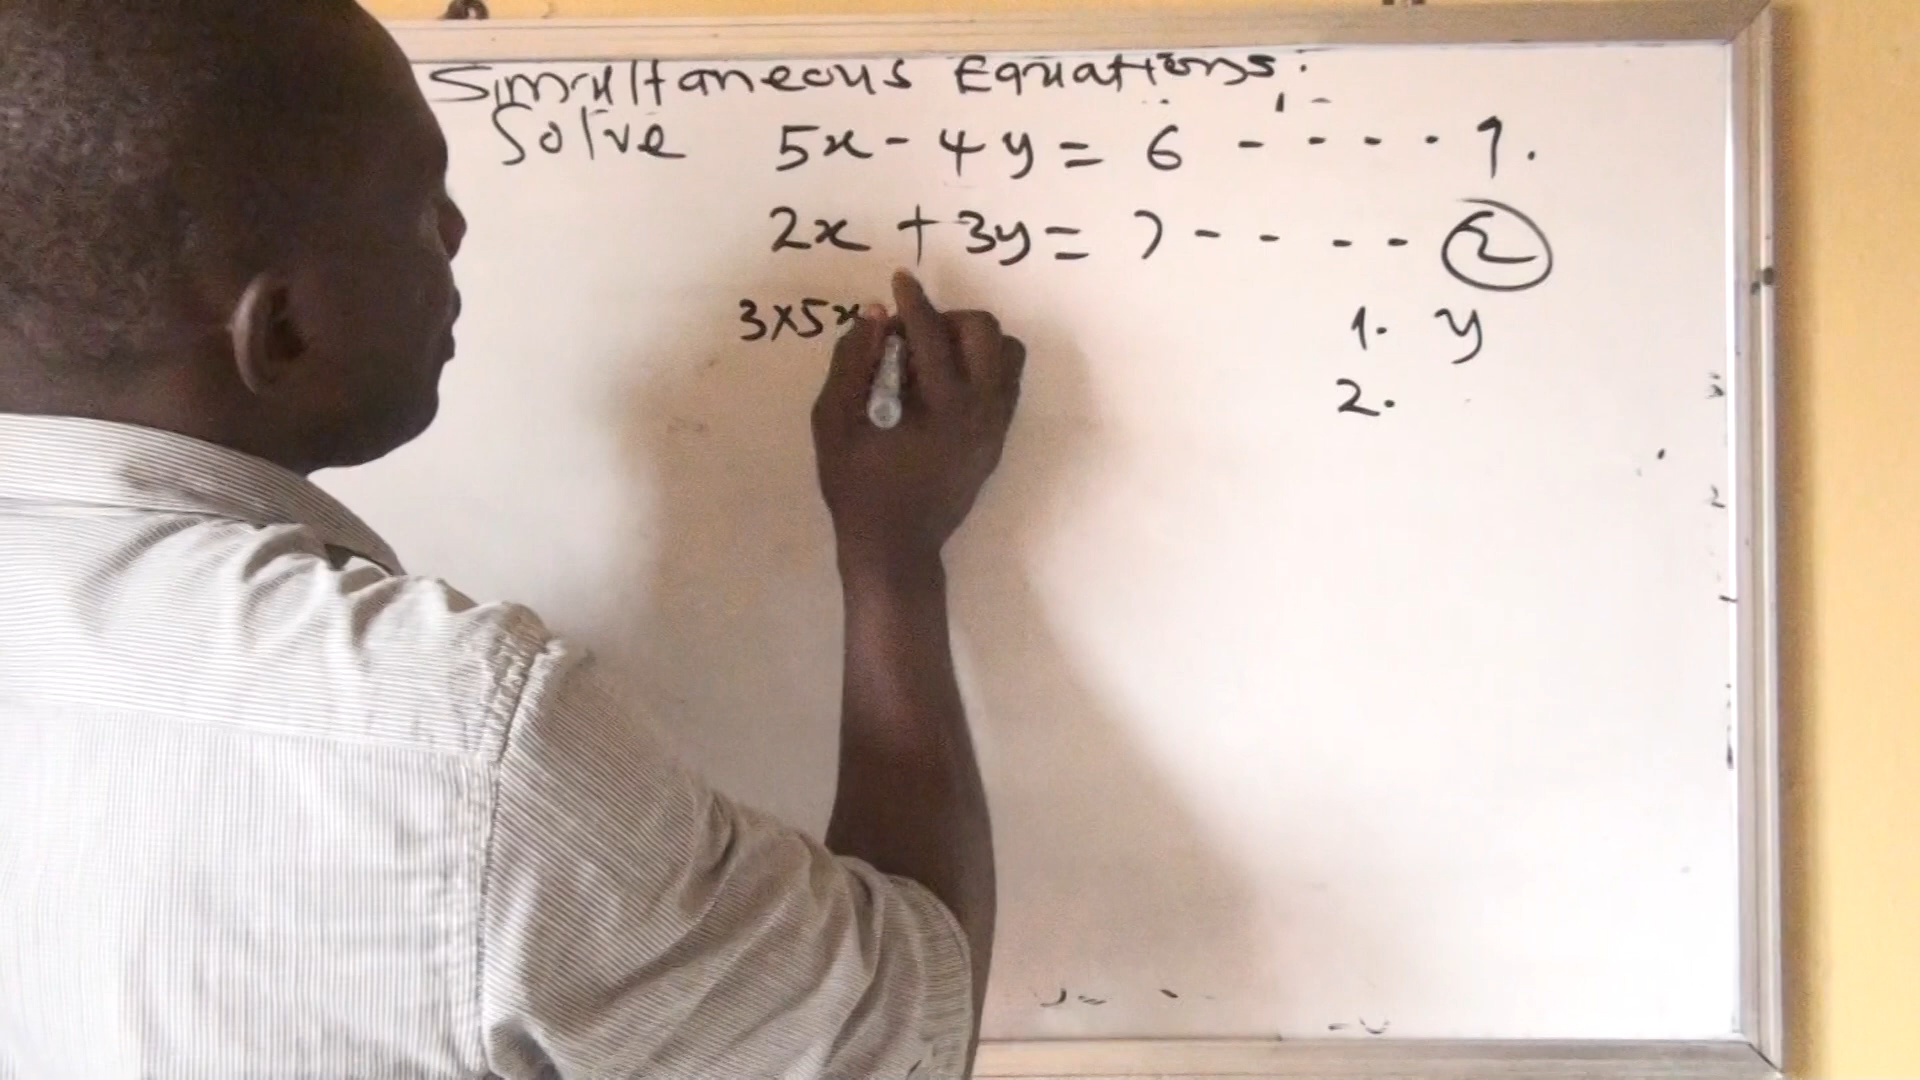 Simultaneous Equations:
Solve 5x - 4y = 6 - - - - - 1.
2x + 3y = 7 - - - - 2
3x5x
1. y
2.